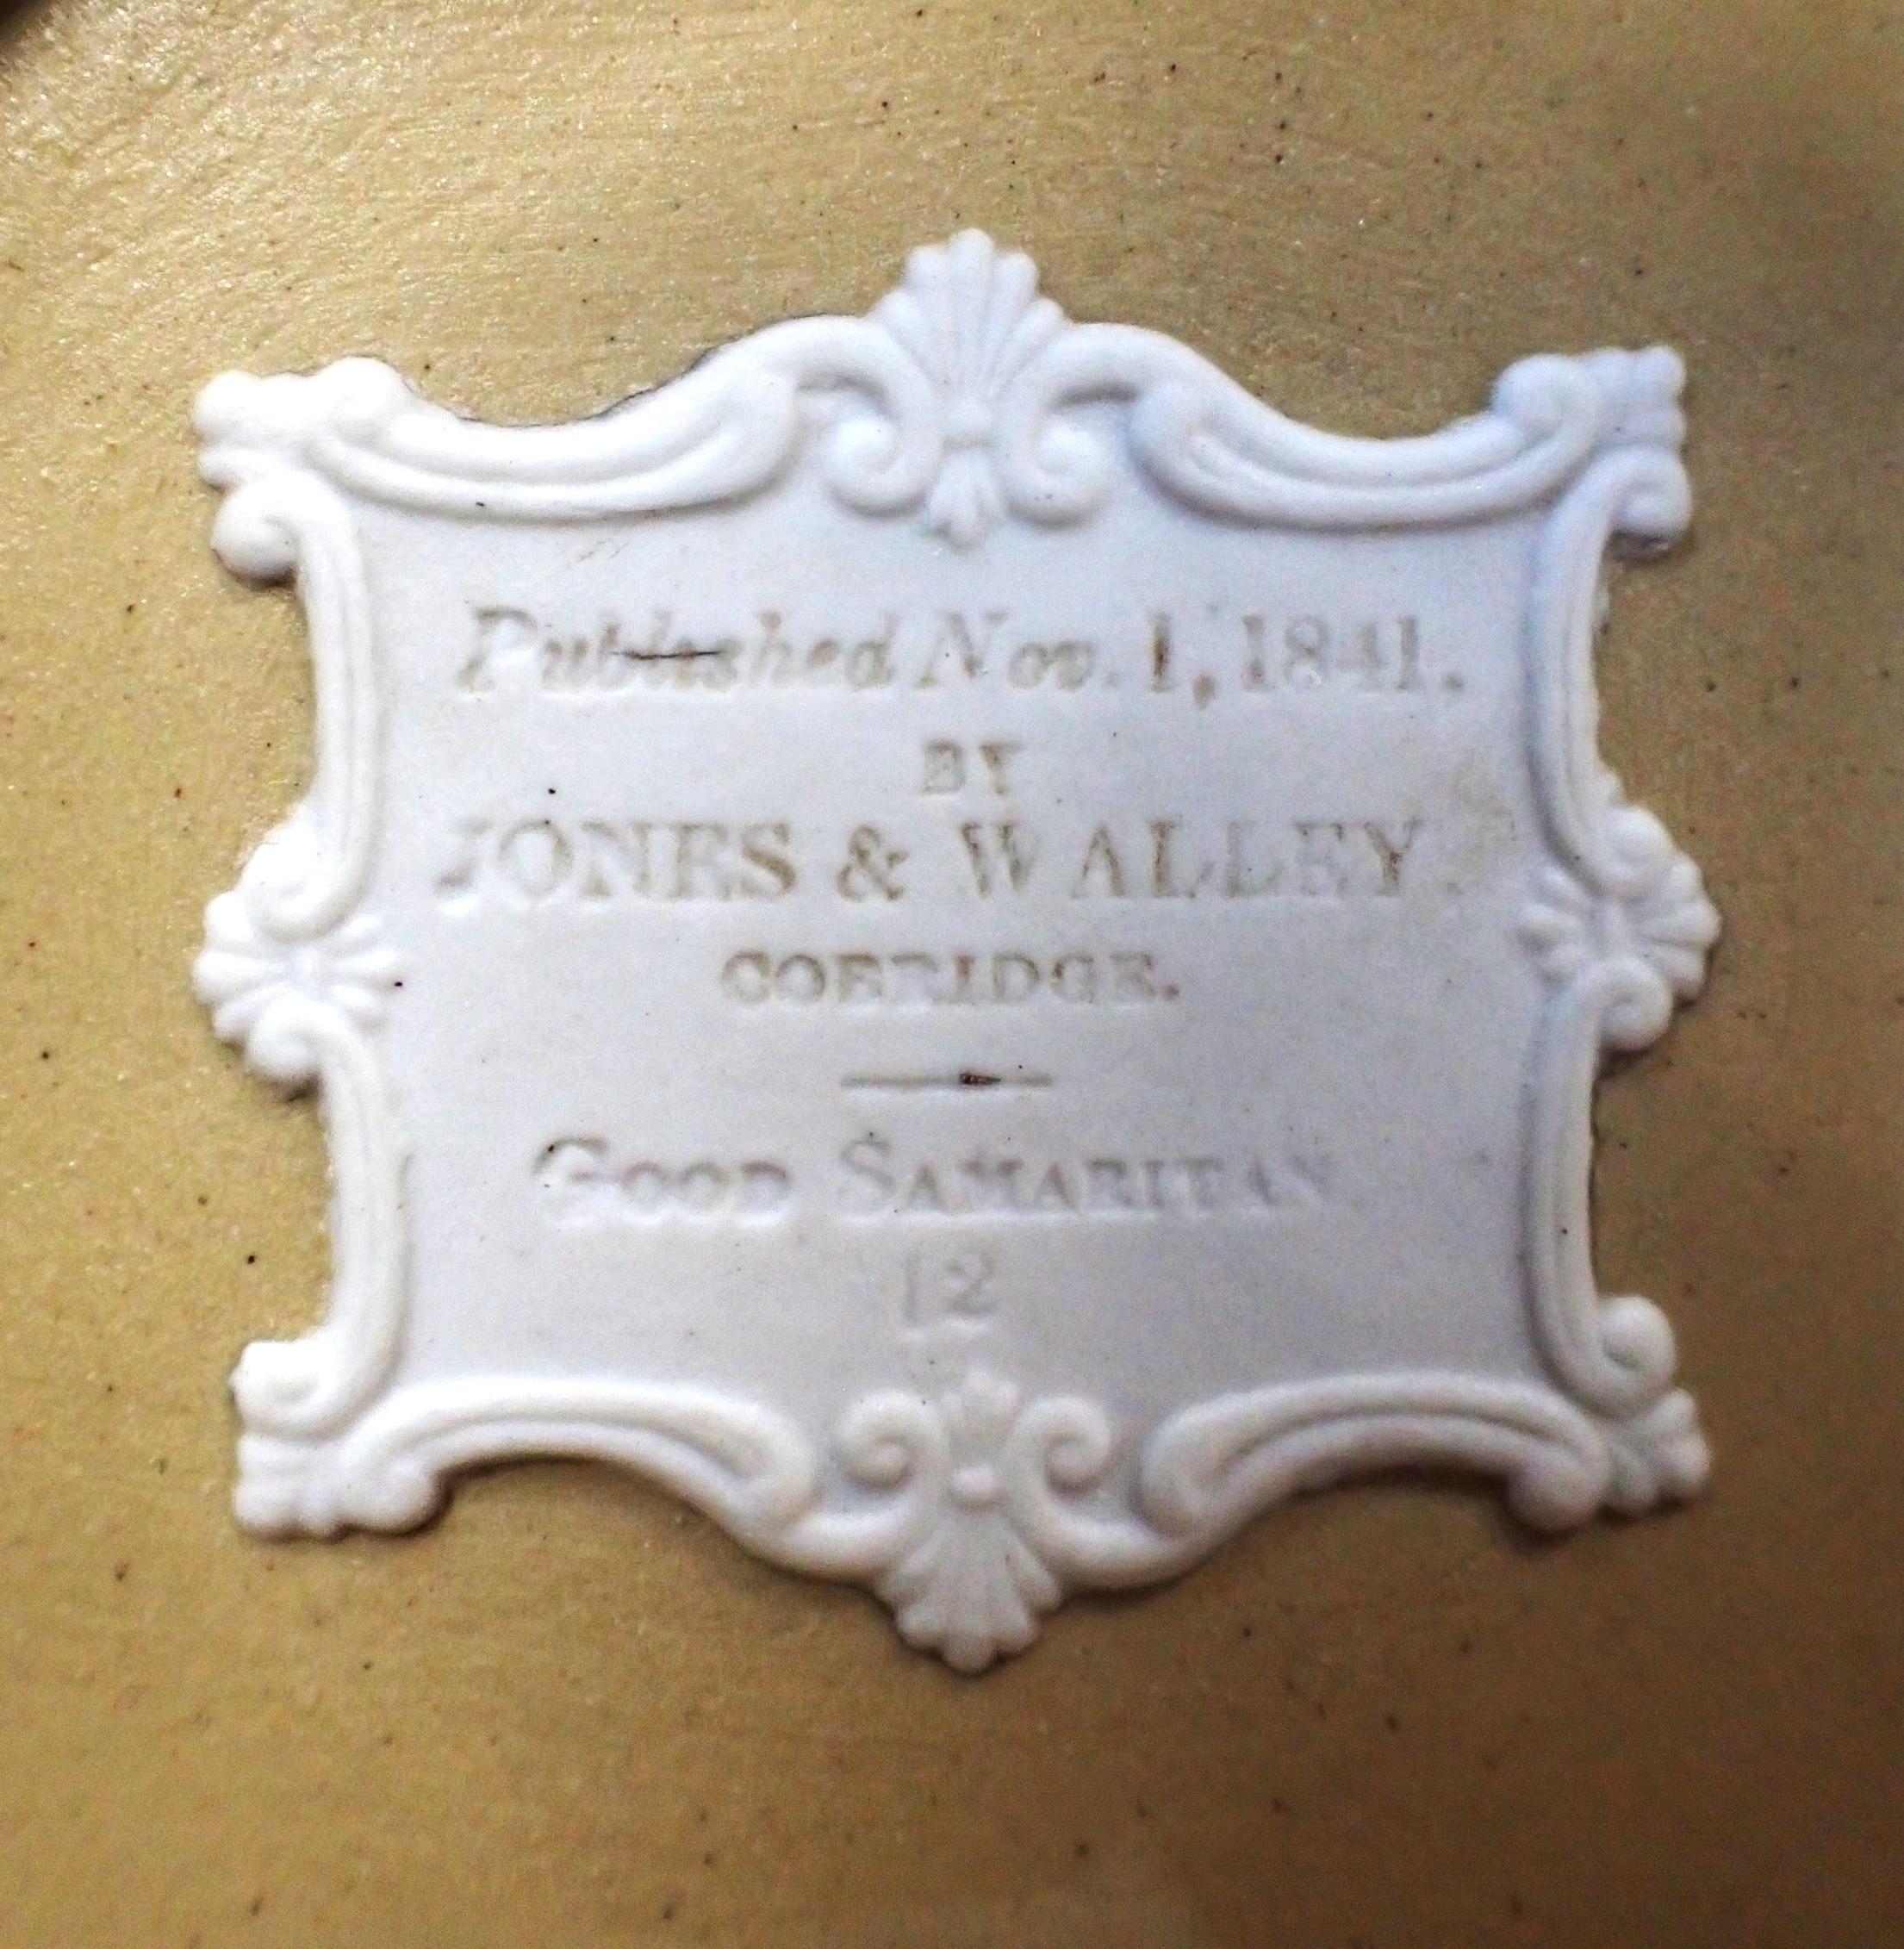 Published Nov. 1, 1841.
BY
JONES & WALLEY.
COBRIDGE.
GOOD SAMARITAN
12